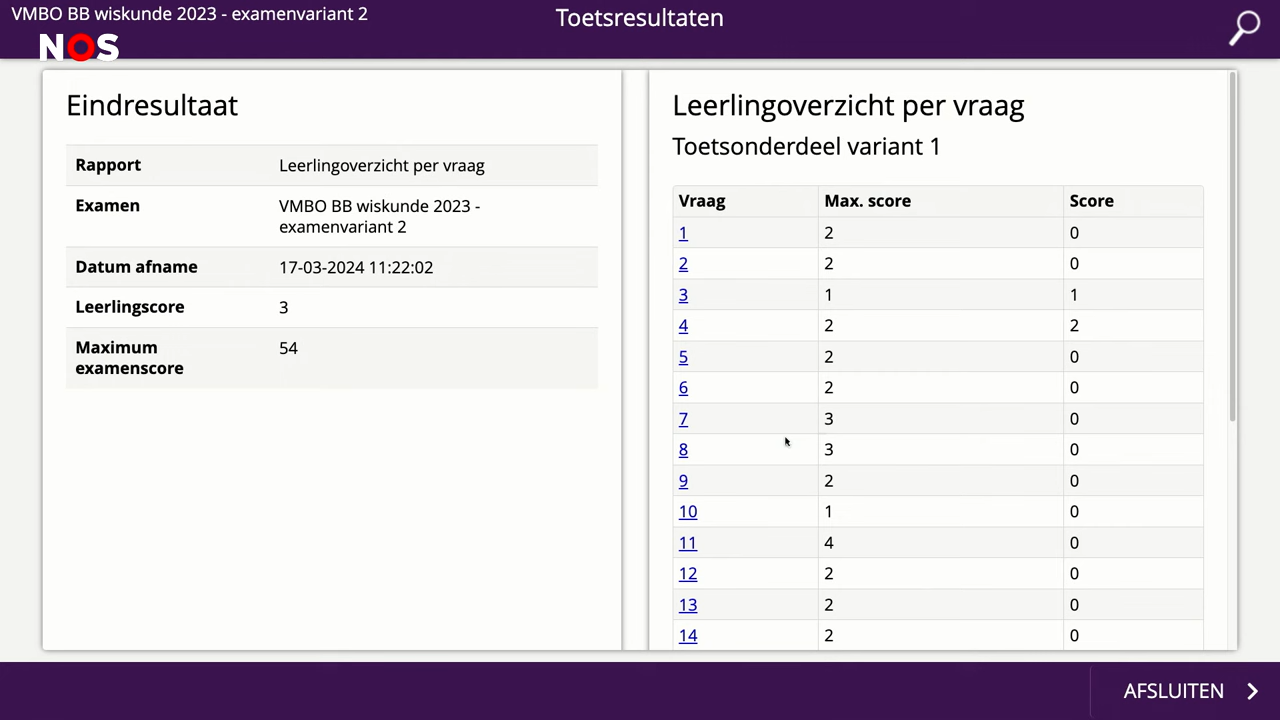 VMBO BB wiskunde 2023 - examenvariant 2
Toetsresultaten
NOS
Eindresultaat
Rapport Leerlingoverzicht per vraag
Examen VMBO BB wiskunde 2023 -
examenvariant 2
Datum afname 17-03-2024 11:22:02
Leerlingscore 3
Maximum 54
examenscore
Leerlingoverzicht per vraag
Toetsonderdeel variant 1
Vraag Max. score Score
1 2 0
2 2 0
3 1 1
4 2 2
5 2 0
6 2 0
7 3 0
8 3 0
9 2 0
10 1 0
11 4 0
12 2 0
13 2 0
14 2 0
AFSLUITEN